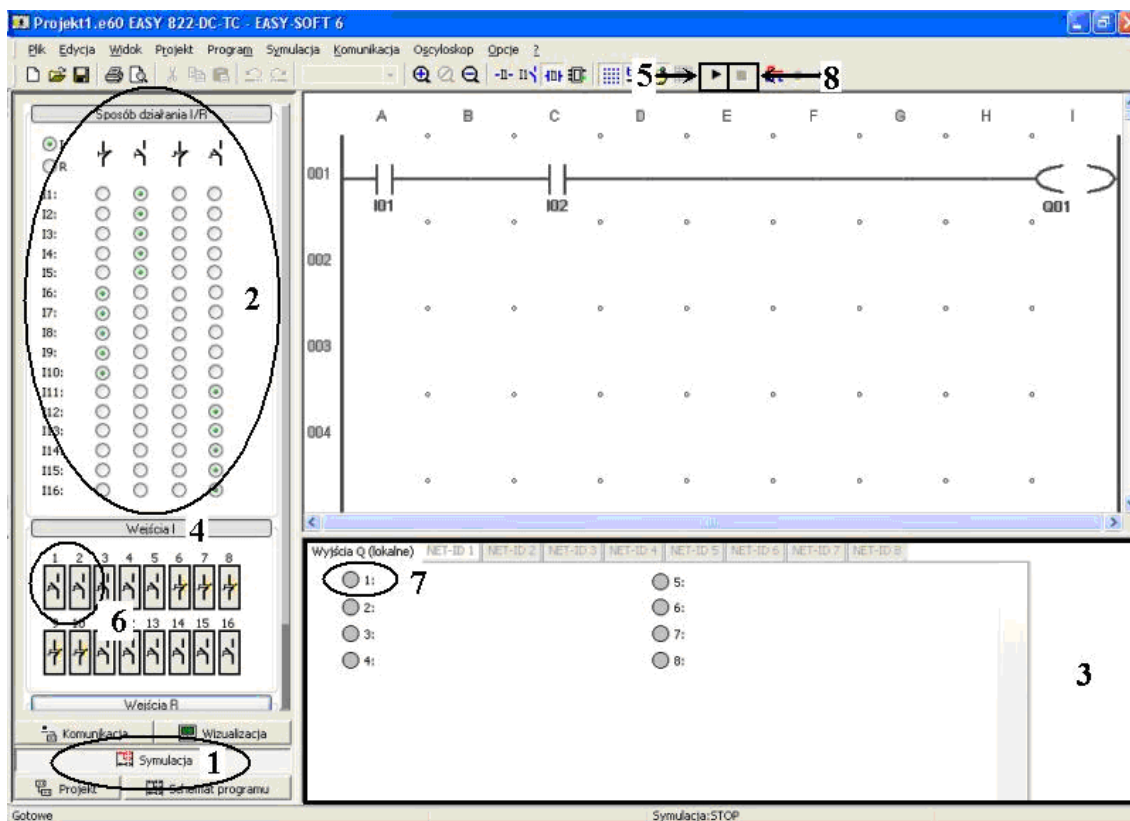 Projekt1.e60 EASY 822-DC-TC - EASY-SOFT 6
Plik Edycja Widok Projekt Program Symulacja Komunikacja Oscyloskop Opcje ?
5 8
Sposób działania I/R
I
R
I1:
I2:
I3:
I4:
I5:
I6:
I7:
I8:
I9:
I10:
I11:
I12:
I13:
I14:
I15:
I16:
2
Wejścia I 4
1 2 3 4 5 6 7 8
6
9 10 12 13 14 15 16
Wejścia R
Komunikacja Wizualizacja
Symulacja 1
Projekt Schemat programu
A B C D E F G H I
001
I01 I02 Q01
002
003
004
Wyjścia Q (lokalne) NET-ID 1 NET-ID 2 NET-ID 3 NET-ID 4 NET-ID 5 NET-ID 6 NET-ID 7 NET-ID 8
1: 7 5:
2: 6:
3: 7:
4: 8:
3
Gotowe Symulacja:STOP